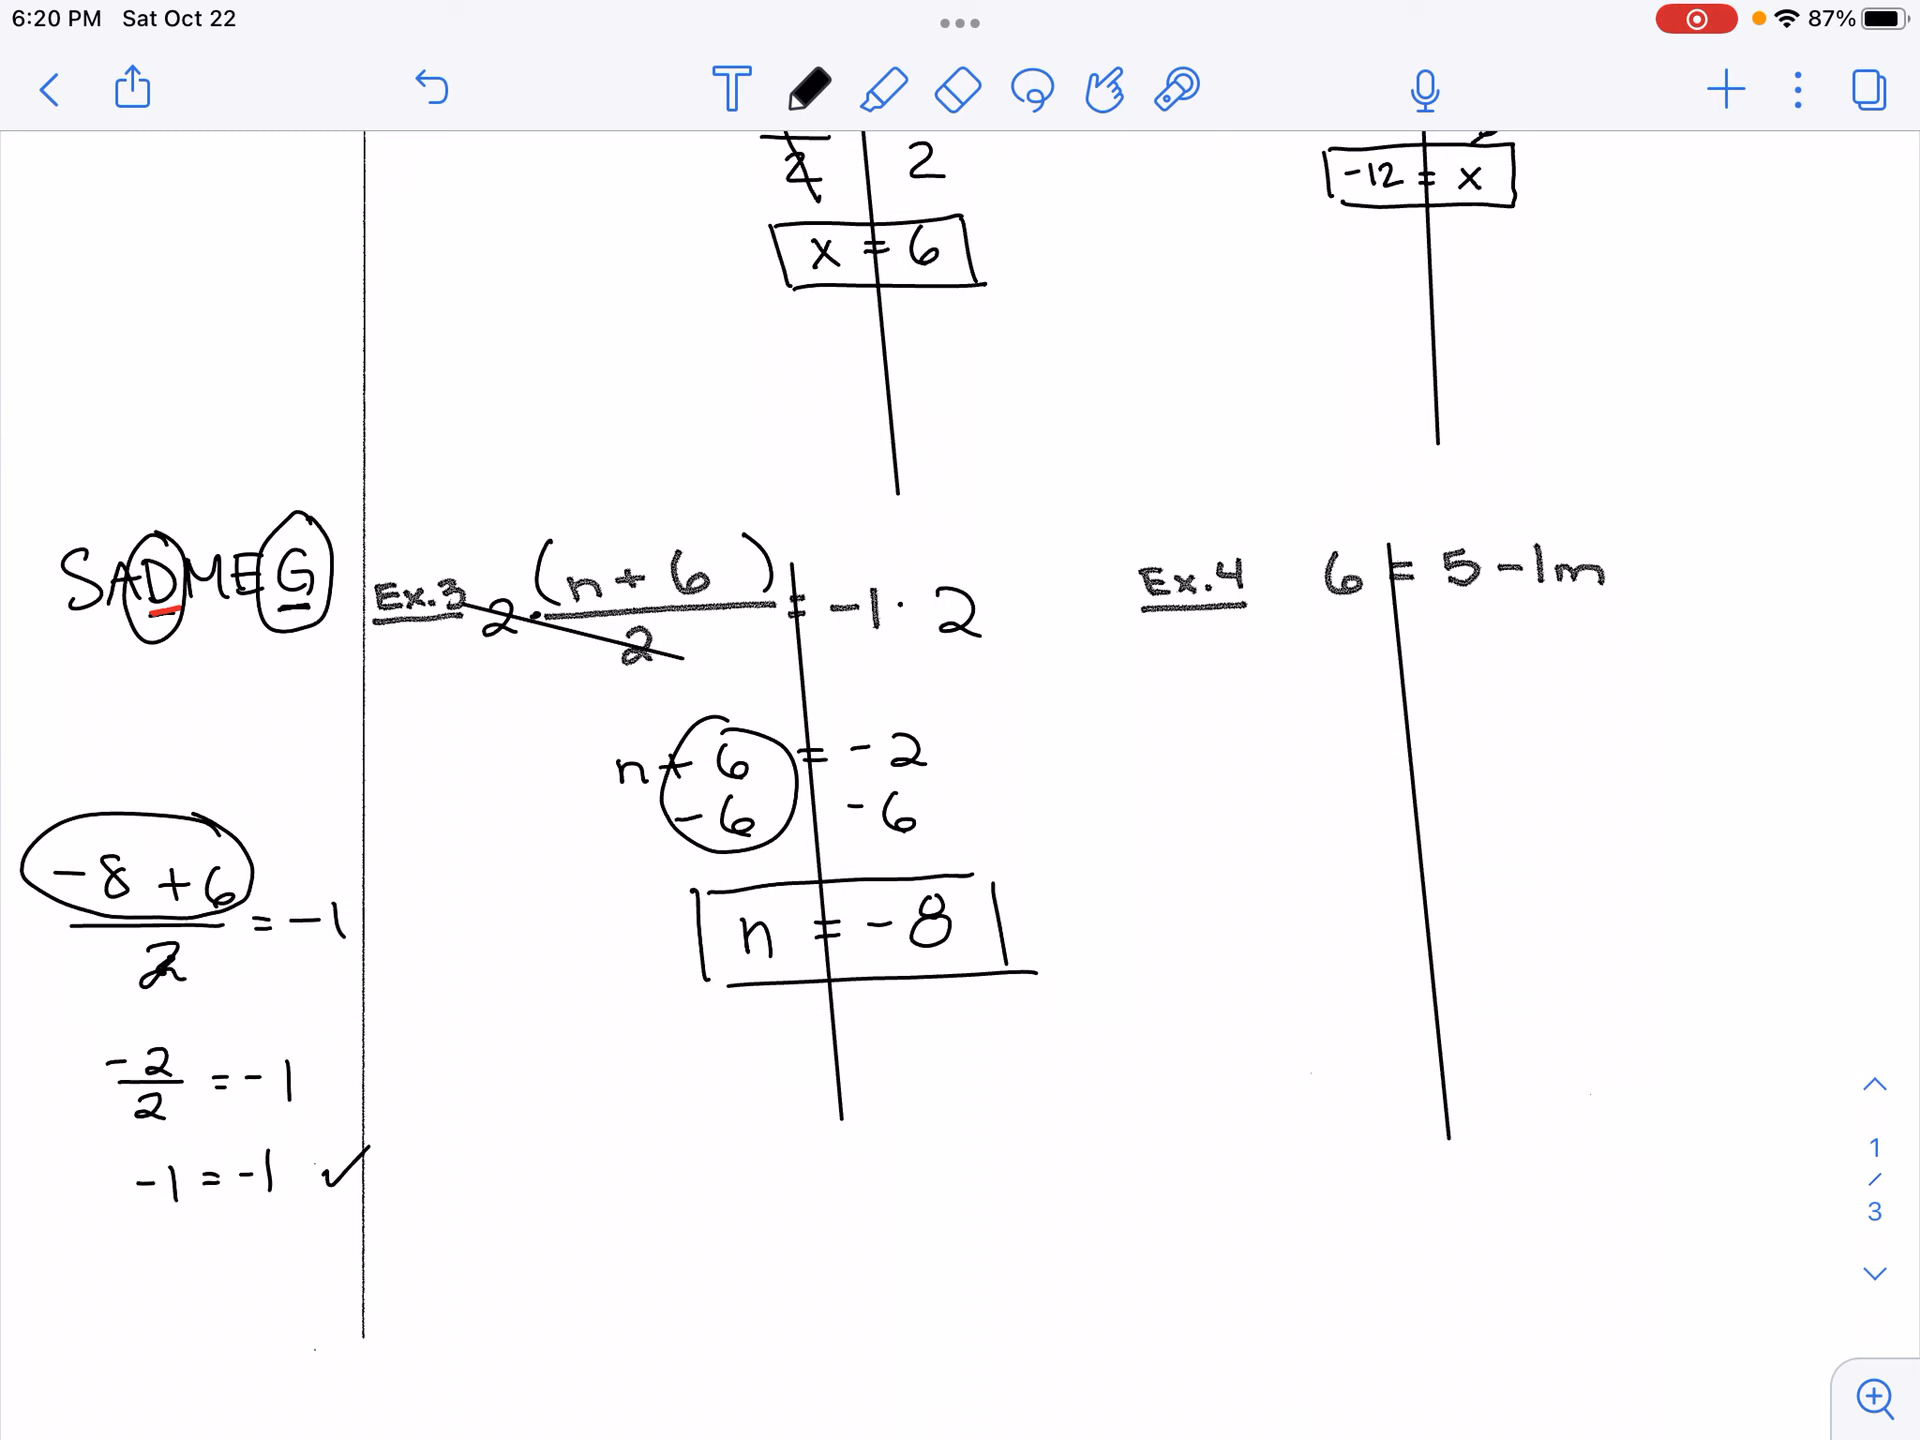 6:20 PM Sat Oct 22
87%
2 2
x = 6
-12 = x
SADMEG
Ex.3 2 · (n + 6) = -1 · 2
2
n + 6 = -2
-6 -6
n = -8
-8 + 6 = -1
2
-2 = -1
2
-1 = -1 ✓
Ex.4 6 = 5 - 1m
1
/
3